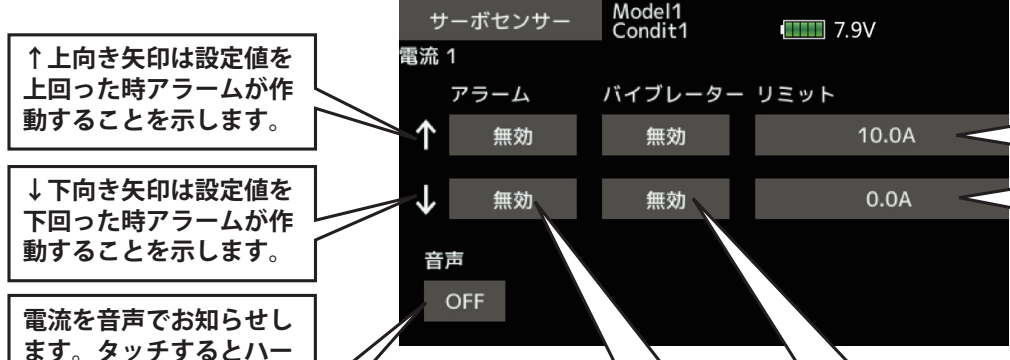 サーボセンサー
Model1
Condit1
7.9V
電流 1
アラーム バイブレーター リミット
↑ 無効 無効 10.0A
↓ 無効 無効 0.0A
音声
OFF
↑上向き矢印は設定値を
上回った時アラームが作
動することを示します。
↓下向き矢印は設定値を
下回った時アラームが作
動することを示します。
電流を音声でお知らせし
ます。タッチするとハー